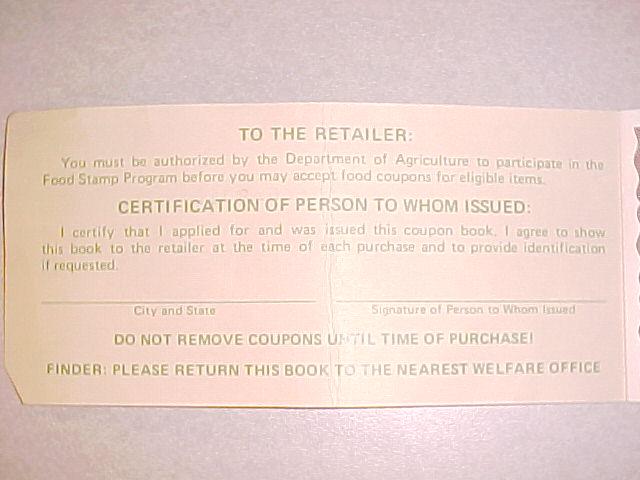 TO THE RETAILER:
You must be authorized by the Department of Agriculture to participate in the
Food Stamp Program before you may accept food coupons for eligible items.
CERTIFICATION OF PERSON TO WHOM ISSUED:
I certify that I applied for and was issued this coupon book. I agree to show
this book to the retailer at the time of each purchase and to provide identification
if requested.
City and State
Signature of Person to Whom Issued
DO NOT REMOVE COUPONS UNTIL TIME OF PURCHASE!
FINDER: PLEASE RETURN THIS BOOK TO THE NEAREST WELFARE OFFICE